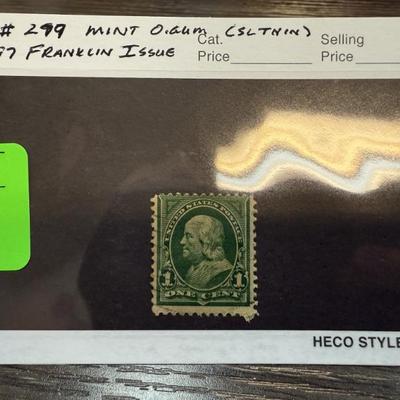 # 299 MINT O.GUM (SLTNIN) Cat. Selling
97 FRANKLIN ISSUE Price Price
UNITED STATES POSTAGE
1 1
ONE CENT
HECO STYLE